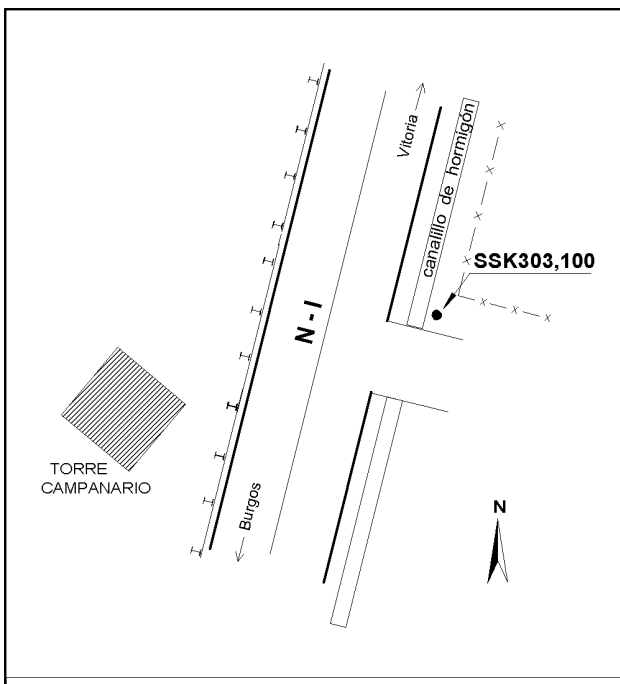 Vitoria
canalillo de hormigón
SSK303,100
N-I
TORRE
CAMPANARIO
Burgos
N